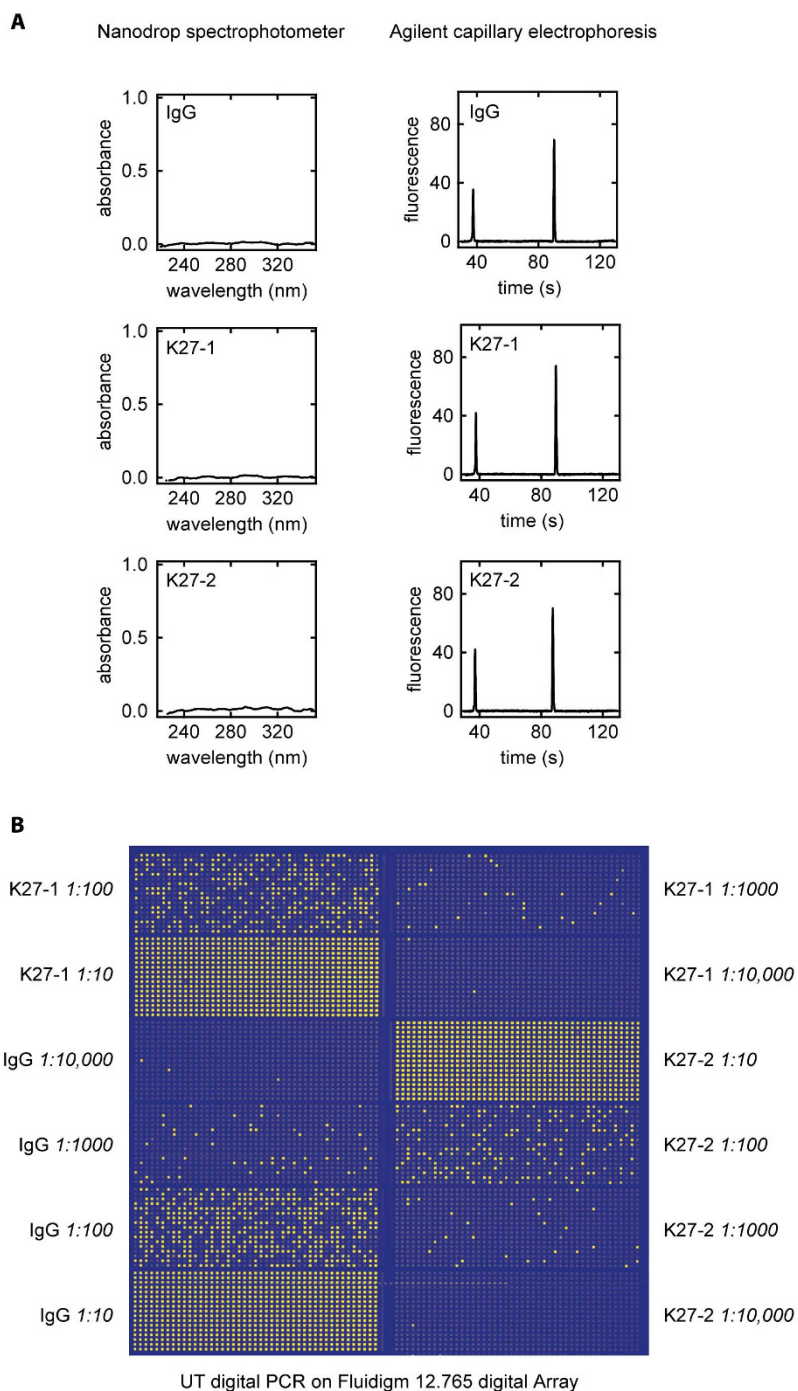 A
Nanodrop spectrophotometer
Agilent capillary electrophoresis
1.0
0.5
0.0
absorbance
IgG
240 280 320
wavelength (nm)
80
40
0
fluorescence
IgG
40 80 120
time (s)
1.0
0.5
0.0
absorbance
K27-1
240 280 320
wavelength (nm)
80
40
0
fluorescence
K27-1
40 80 120
time (s)
1.0
0.5
0.0
absorbance
K27-2
240 280 320
wavelength (nm)
80
40
0
fluorescence
K27-2
40 80 120
time (s)
B
K27-1 1:100
K27-1 1:1000
K27-1 1:10
K27-1 1:10,000
IgG 1:10,000
K27-2 1:10
IgG 1:1000
K27-2 1:100
IgG 1:100
K27-2 1:1000
IgG 1:10
K27-2 1:10,000
UT digital PCR on Fluidigm 12.765 digital Array